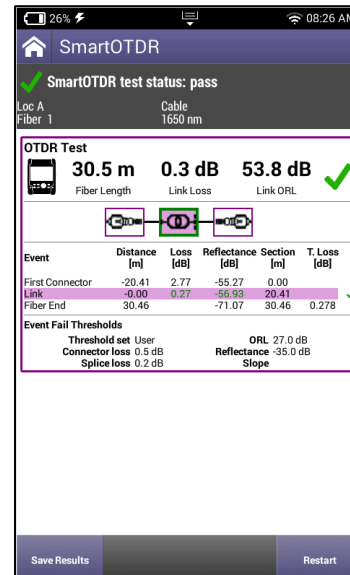 26% 08:26 AM
SmartOTDR
SmartOTDR test status: pass
Loc A Cable
Fiber 1 1650 nm
OTDR Test
30.5 m 0.3 dB 53.8 dB
Fiber Length Link Loss Link ORL
Event Distance [m] Loss [dB] Reflectance [dB] Section [m] T. Loss [dB]
First Connector -20.41 2.77 -55.27 0.00
Link -0.00 0.27 -56.93 20.41
Fiber End 30.46 -71.07 30.46 0.278
Event Fail Thresholds
Threshold set User ORL 27.0 dB
Connector loss 0.5 dB Reflectance -35.0 dB
Splice loss 0.2 dB Slope
Save Results Restart